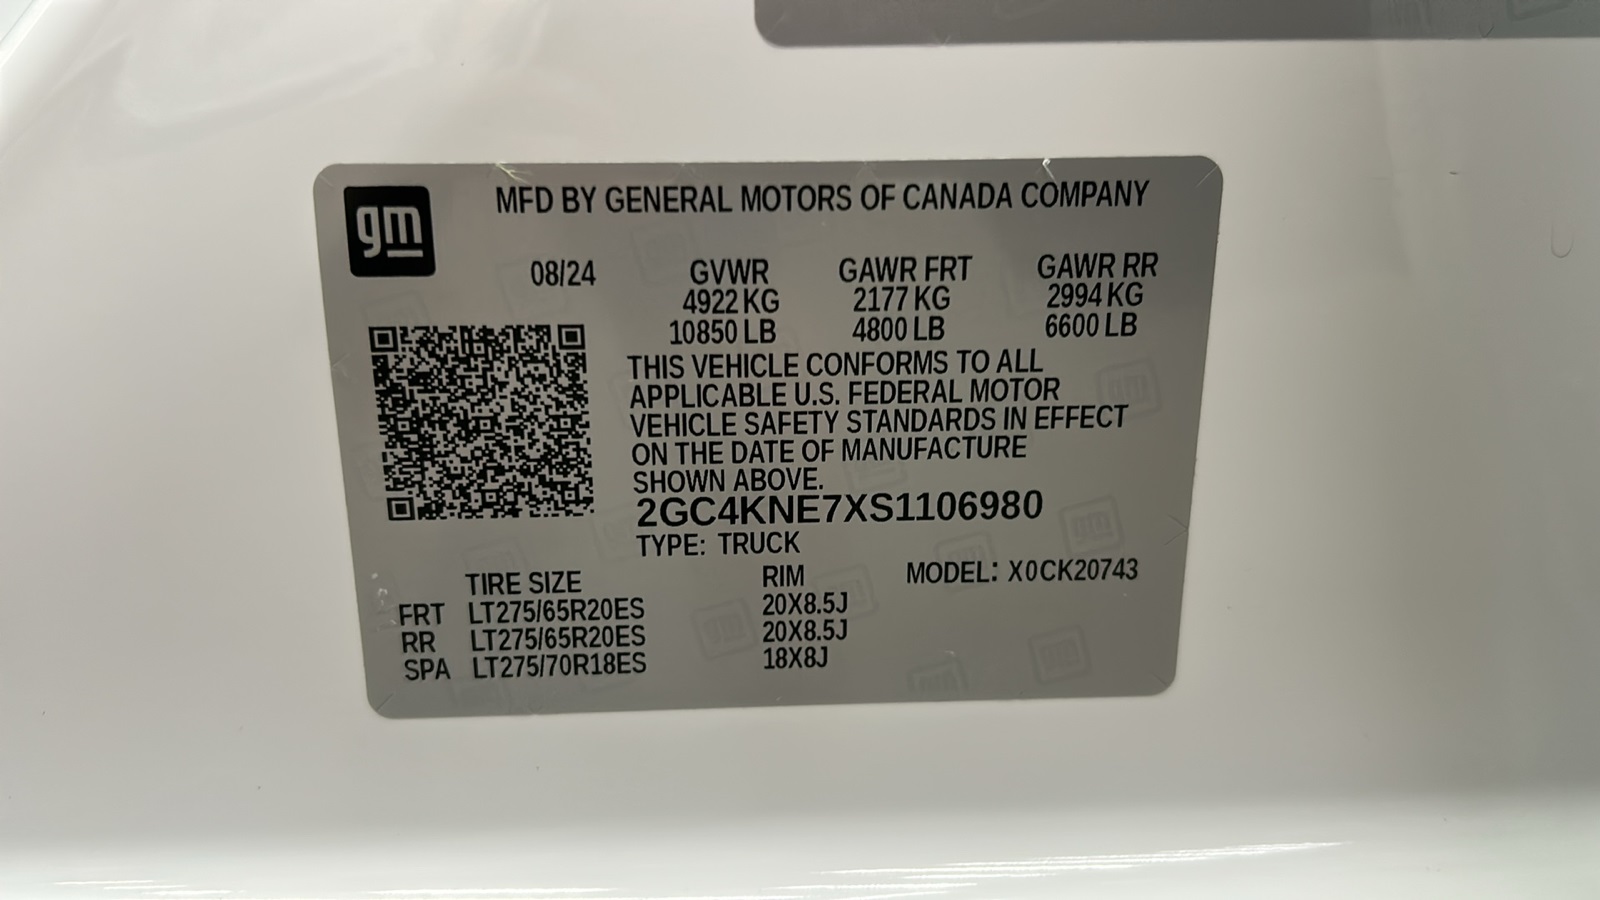 gm
MFD BY GENERAL MOTORS OF CANADA COMPANY
08/24 GVWR GAWR FRT GAWR RR
4922 KG 2177 KG 2994 KG
10850 LB 4800 LB 6600 LB
THIS VEHICLE CONFORMS TO ALL
APPLICABLE U.S. FEDERAL MOTOR
VEHICLE SAFETY STANDARDS IN EFFECT
ON THE DATE OF MANUFACTURE
SHOWN ABOVE.
2GC4KNE7XS1106980
TYPE: TRUCK
TIRE SIZE RIM MODEL: X0CK20743
FRT LT275/65R20ES 20X8.5J
RR LT275/65R20ES 20X8.5J
SPA LT275/70R18ES 18X8J